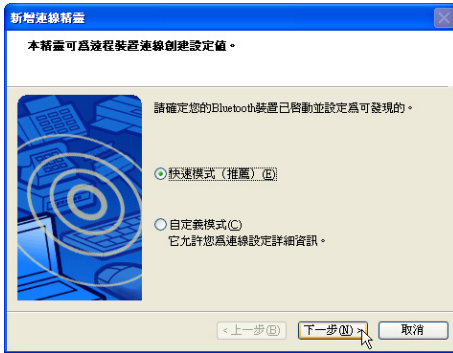 新增連線精靈
本精靈可為遠程裝置連線創建設定值。
請確定您的Bluetooth裝置已啓動並設定為可發現的。
快速模式（推薦）(E)
自定義模式(C)
它允許您為連線設定詳細資訊。
<上一步(B) 下一步(N)> 取消